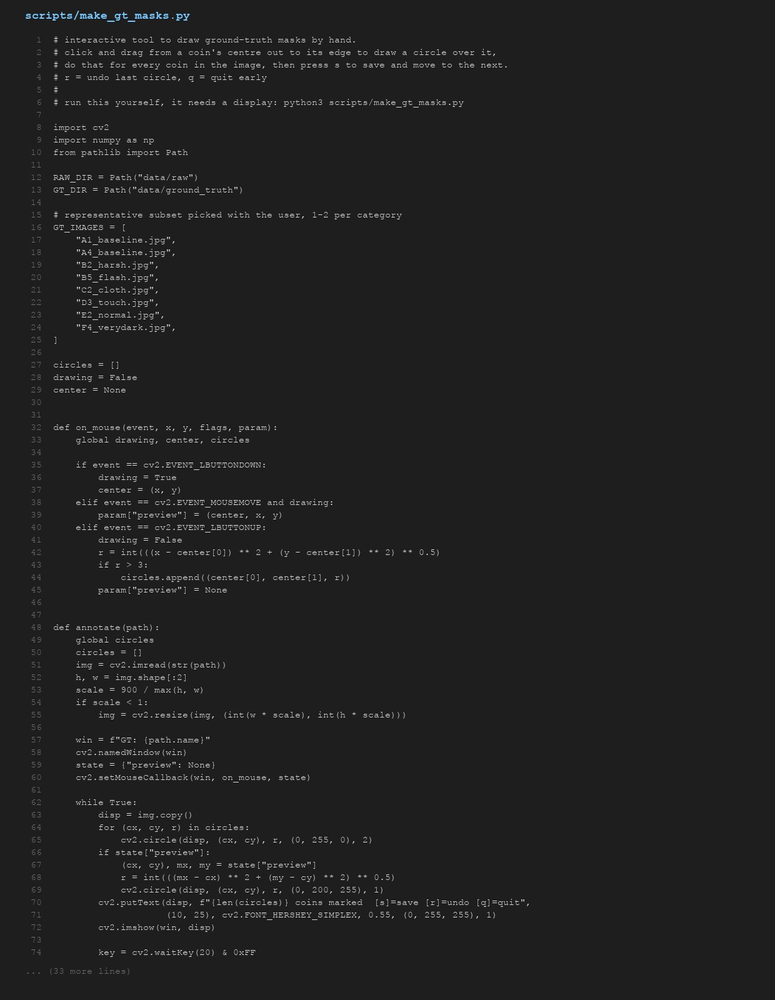 scripts/make_gt_masks.py
1 # interactive tool to draw ground-truth masks by hand.
2 # click and drag from a coin's centre out to its edge to draw a circle over it,
3 # do that for every coin in the image, then press s to save and move to the next.
4 # r = undo last circle, q = quit early
5 #
6 # run this yourself, it needs a display: python3 scripts/make_gt_masks.py
7
8 import cv2
9 import numpy as np
10 from pathlib import Path
11
12 RAW_DIR = Path("data/raw")
13 GT_DIR = Path("data/ground_truth")
14
15 # representative subset picked with the user, 1-2 per category
16 GT_IMAGES = [
17     "A1_baseline.jpg",
18     "A4_baseline.jpg",
19     "B2_harsh.jpg",
20     "B5_flash.jpg",
21     "C2_cloth.jpg",
22     "D3_touch.jpg",
23     "E2_normal.jpg",
24     "F4_verydark.jpg",
25 ]
26
27 circles = []
28 drawing = False
29 center = None
30
31
32 def on_mouse(event, x, y, flags, param):
33     global drawing, center, circles
34
35     if event == cv2.EVENT_LBUTTONDOWN:
36         drawing = True
37         center = (x, y)
38     elif event == cv2.EVENT_MOUSEMOVE and drawing:
39         param["preview"] = (center, x, y)
40     elif event == cv2.EVENT_LBUTTONUP:
41         drawing = False
42         r = int(((x - center[0]) ** 2 + (y - center[1]) ** 2) ** 0.5)
43         if r > 3:
44             circles.append((center[0], center[1], r))
45         param["preview"] = None
46
47
48 def annotate(path):
49     global circles
50     circles = []
51     img = cv2.imread(str(path))
52     h, w = img.shape[:2]
53     scale = 900 / max(h, w)
54     if scale < 1:
55         img = cv2.resize(img, (int(w * scale), int(h * scale)))
56
57     win = f"GT: {path.name}"
58     cv2.namedWindow(win)
59     state = {"preview": None}
60     cv2.setMouseCallback(win, on_mouse, state)
61
62     while True:
63         disp = img.copy()
64         for (cx, cy, r) in circles:
65             cv2.circle(disp, (cx, cy), r, (0, 255, 0), 2)
66         if state["preview"]:
67             (cx, cy), mx, my = state["preview"]
68             r = int(((mx - cx) ** 2 + (my - cy) ** 2) ** 0.5)
69             cv2.circle(disp, (cx, cy), r, (0, 200, 255), 1)
70         cv2.putText(disp, f"{len(circles)} coins marked  [s]=save [r]=undo [q]=quit",
71                     (10, 25), cv2.FONT_HERSHEY_SIMPLEX, 0.55, (0, 255, 255), 1)
72         cv2.imshow(win, disp)
73
74         key = cv2.waitKey(20) & 0xFF
... (33 more lines)